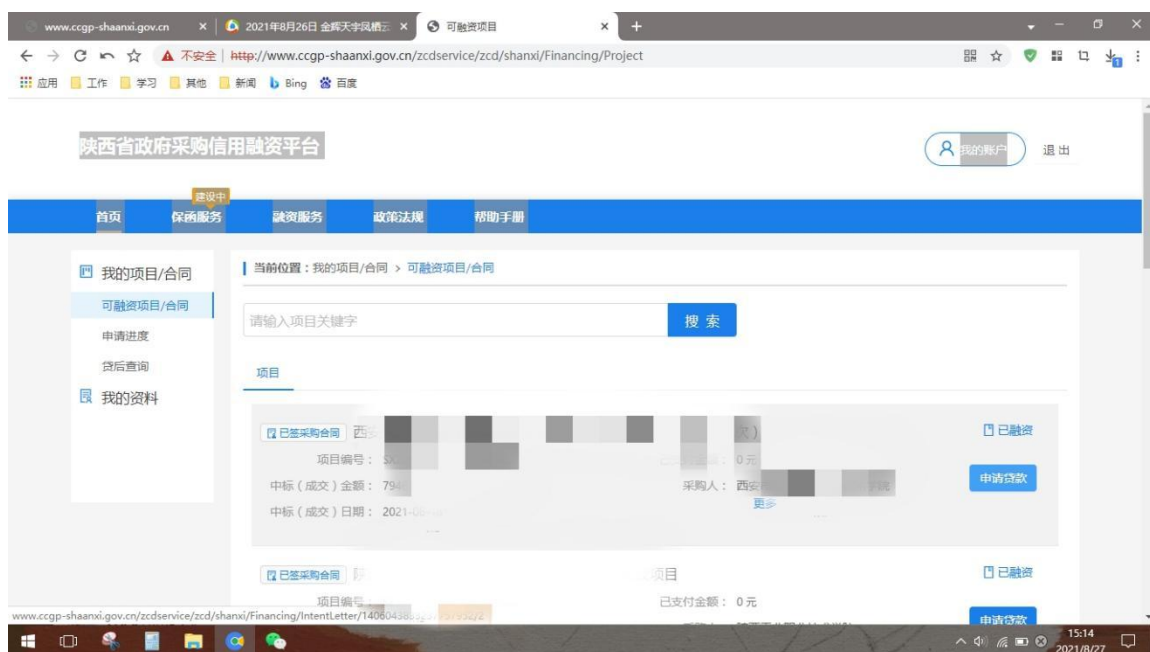 www.ccgp-shaanxi.gov.cn
2021年8月26日 金辉天宇凤栖云
可融资项目
不安全 http://www.ccgp-shaanxi.gov.cn/zcdservice/zcd/shanxi/Financing/Project
应用 工作 学习 其他 新闻 Bing 百度
陕西省政府采购信用融资平台
我的账户 退出
建设中
首页 保函服务 融资服务 政策法规 帮助手册
我的项目/合同
可融资项目/合同
申请进度
贷后查询
我的资料
当前位置：我的项目/合同 > 可融资项目/合同
请输入项目关键字
搜 索
项目
已签采购合同 西安 已融资
项目编号： 0 元
中标（成交）金额： 794 采购人： 西安 申请贷款
更多
中标（成交）日期： 2021-
已签采购合同 项目 已融资
项目编号： 已支付金额： 0 元
申请贷款
www.ccgp-shaanxi.gov.cn/zcdservice/zcd/shanxi/Financing/IntentLetter/
15:14
2021/8/27